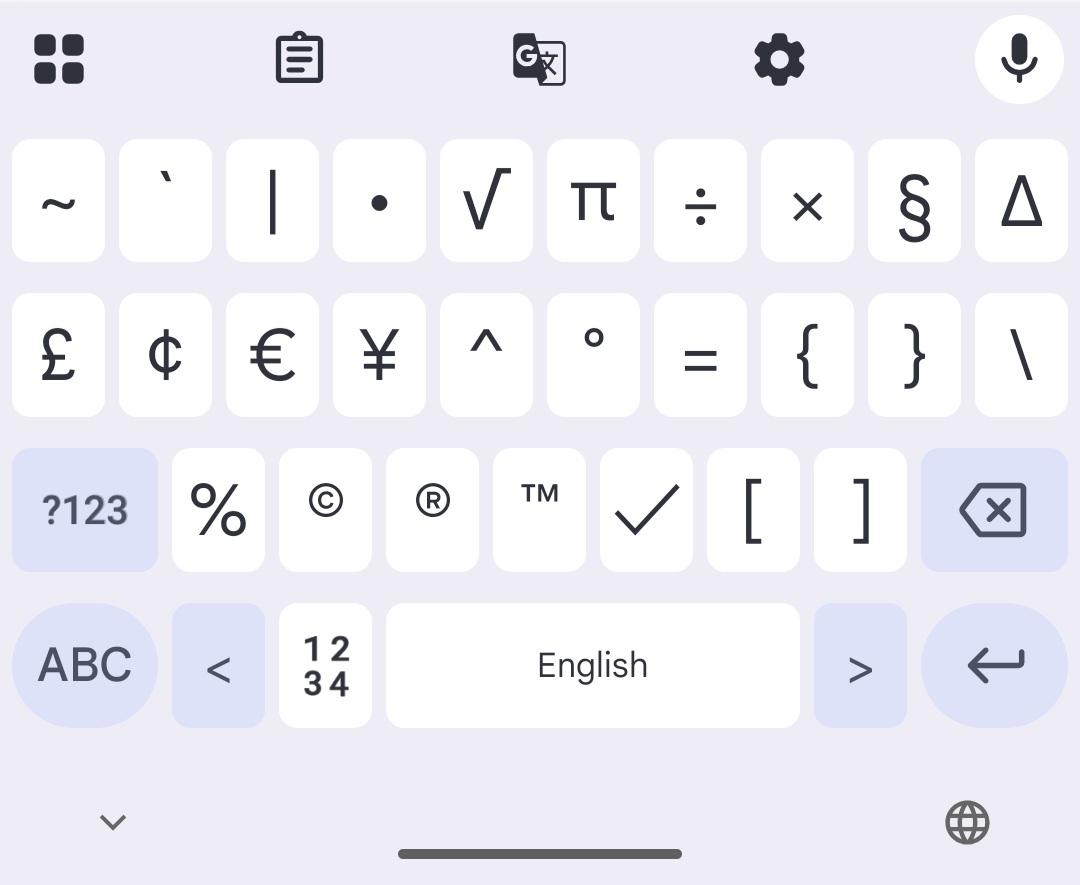 ~ ` | • √ π ÷ × § Δ
£ ¢ € ¥ ^ ° = { } \
?123 % © ® ™ ✓ [ ]
ABC < 12 34 English >